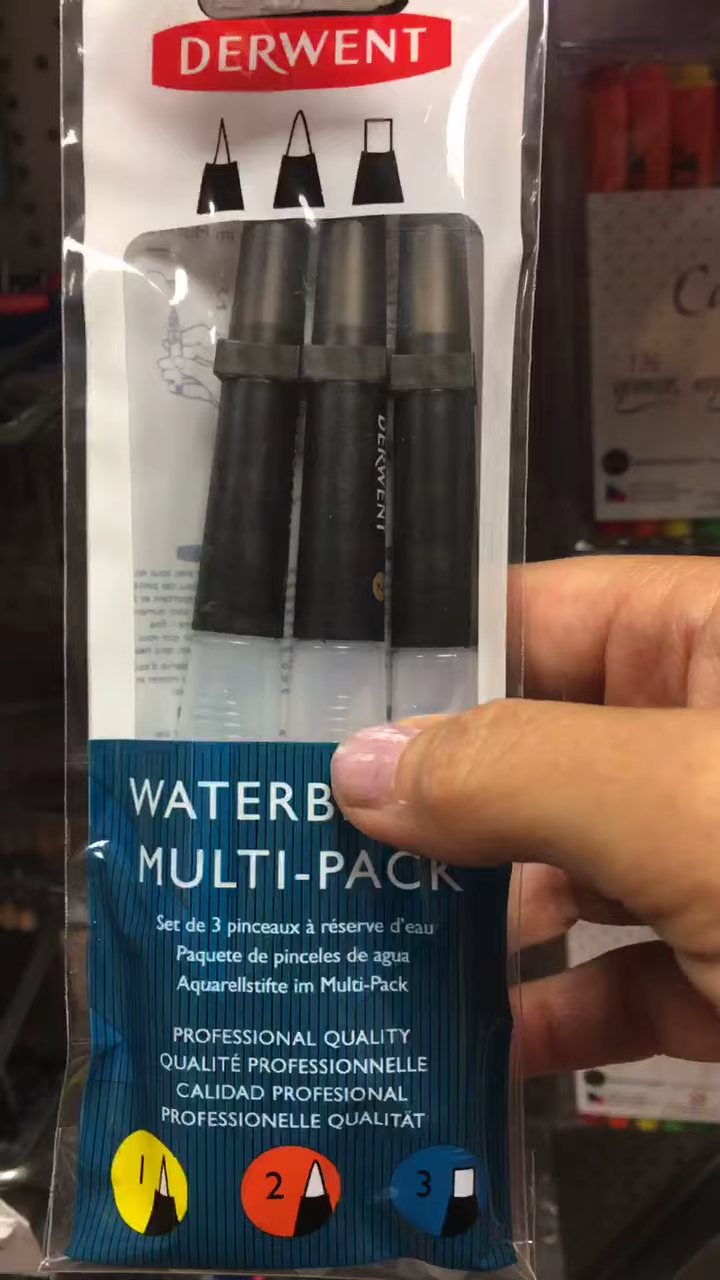 DERWENT
DERWENT
MULTI-PACK
Set de 3 pinceaux à réserve d'eau
Paquete de pinceles de agua
Aquarellstifte im Multi-Pack
PROFESSIONAL QUALITY
QUALITÉ PROFESSIONNELLE
CALIDAD PROFESIONAL
PROFESSIONELLE QUALITÄT
1 2 3